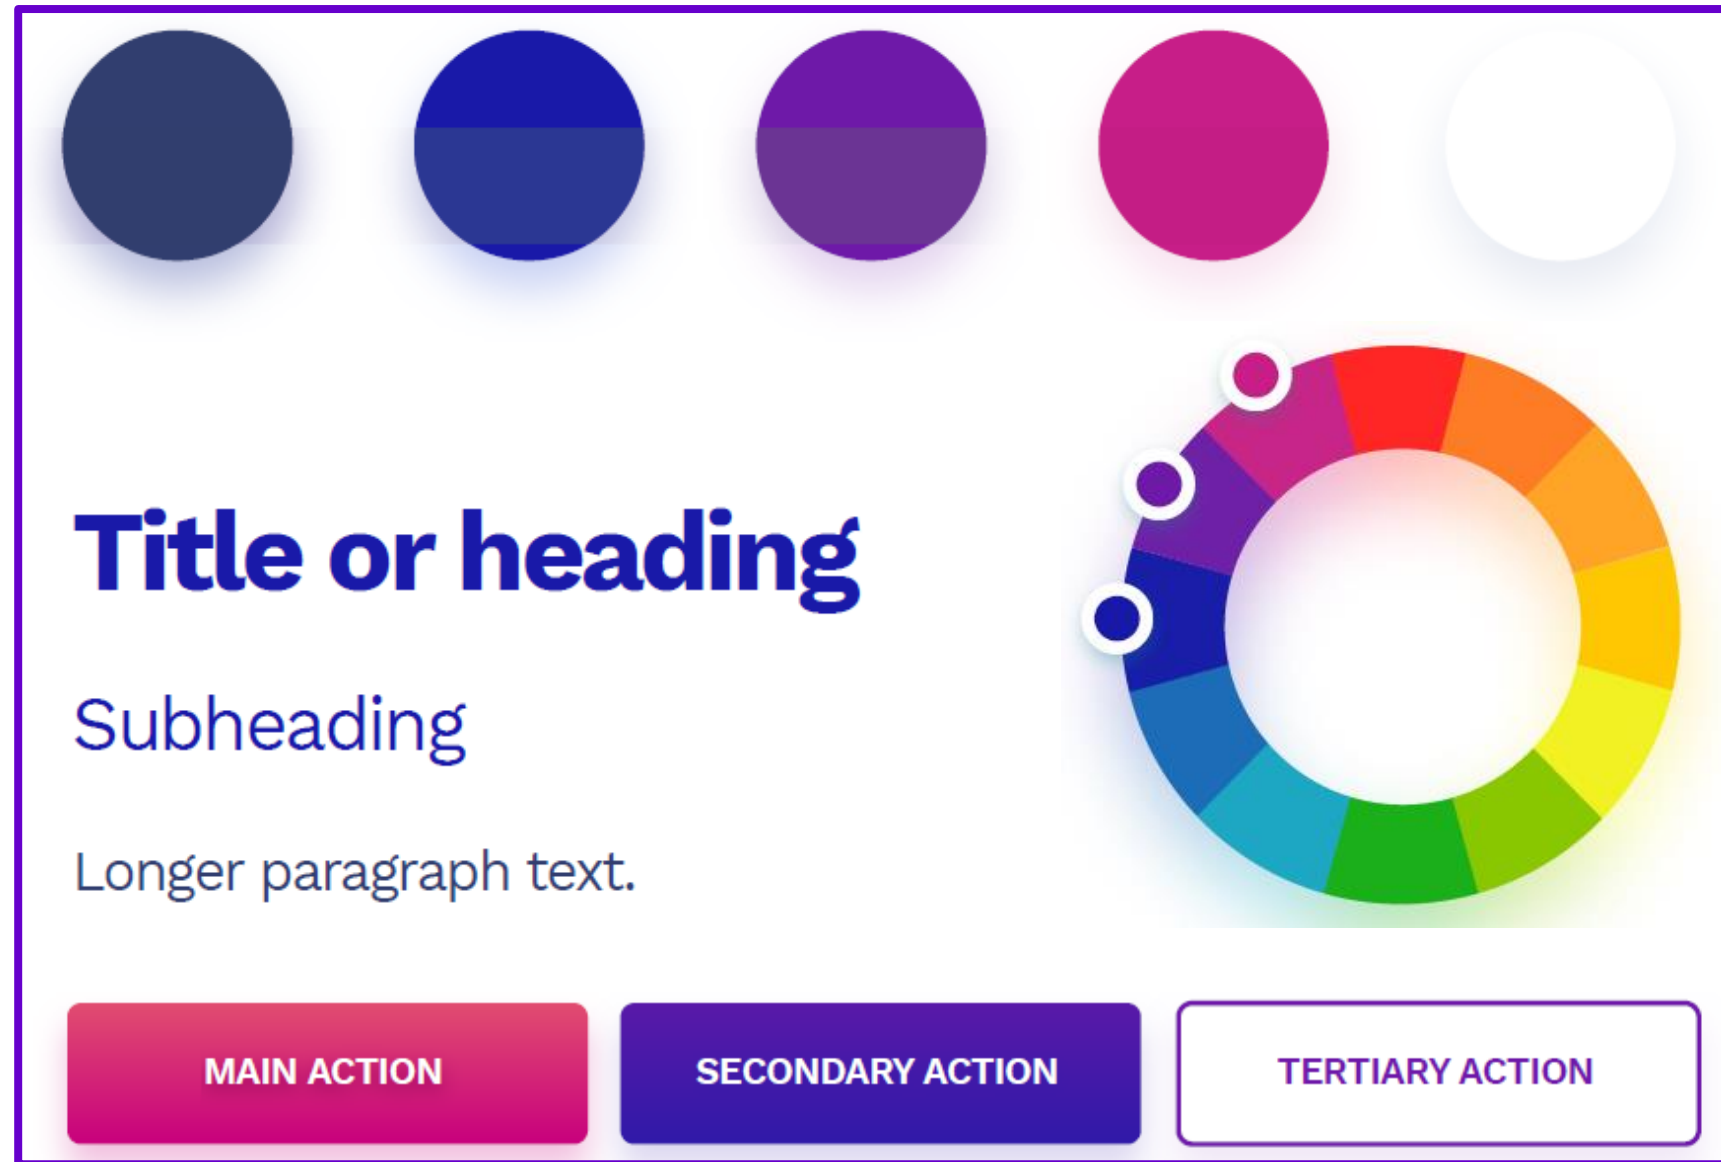 Title or heading
Subheading
Longer paragraph text.
MAIN ACTION
SECONDARY ACTION
TERTIARY ACTION